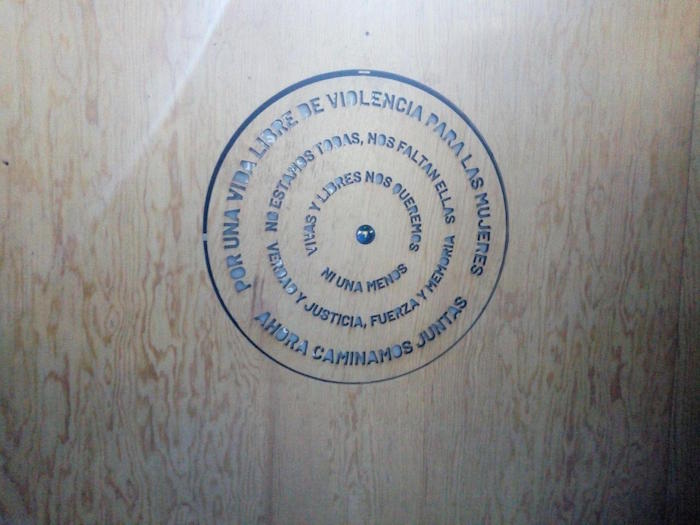 POR UNA VIDA LIBRE DE VIOLENCIA PARA LAS MUJERES
AHORA CAMINAMOS JUNTAS
NO ESTAMOS TODAS, NOS FALTAN ELLAS
VERDAD Y JUSTICIA, FUERZA Y MEMORIA
VIVAS Y LIBRES NOS QUEREMOS
NI UNA MENOS